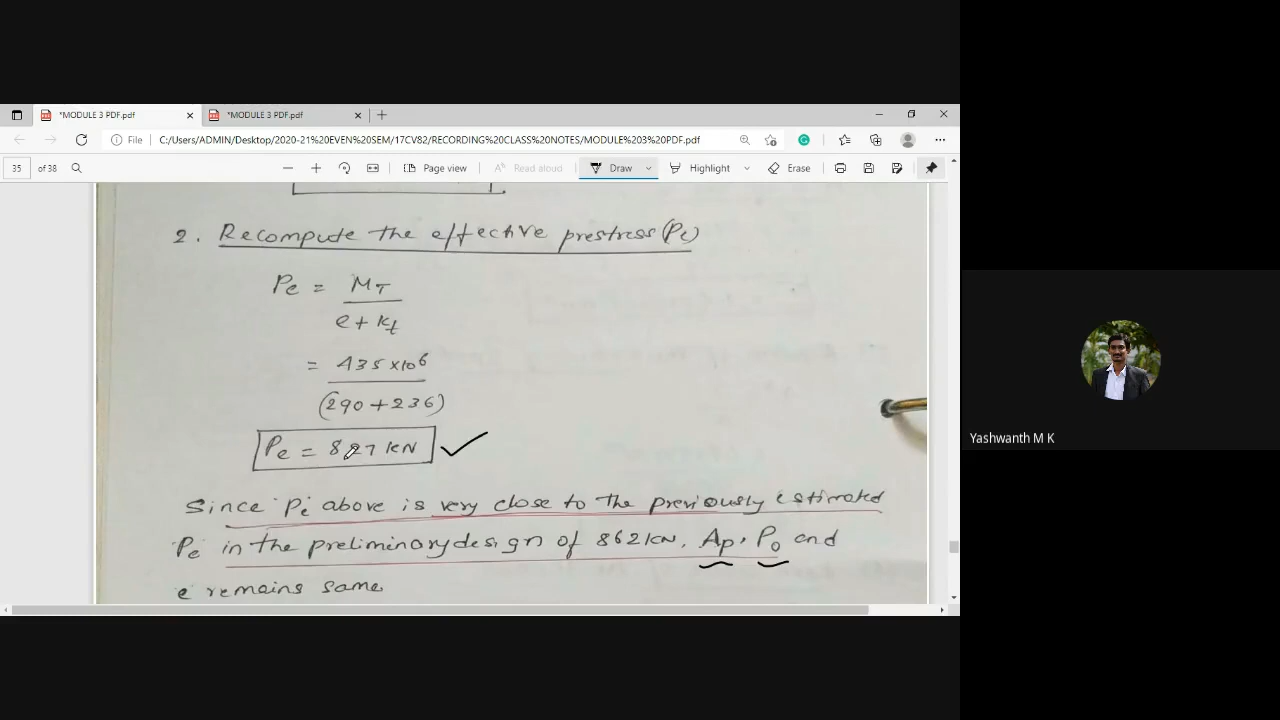 *MODULE 3 PDF.pdf
*MODULE 3 PDF.pdf
File C:/Users/ADMIN/Desktop/2020-21%20EVEN%20SEM/17CV82/RECORDING%20CLASS%20NOTES/MODULE%203%20PDF.pdf
35 of 38 Page view Read aloud Draw Highlight Erase
2. Recompute the effective prestress (Pe)
Pe = MT
e + Kt
= 435 x 10^6
(290 + 236)
Pe = 827 kN
Since Pe above is very close to the previously estimated
Pe in the preliminary design of 862 kN, Ap, Po and
e remains same
Yashwanth M K